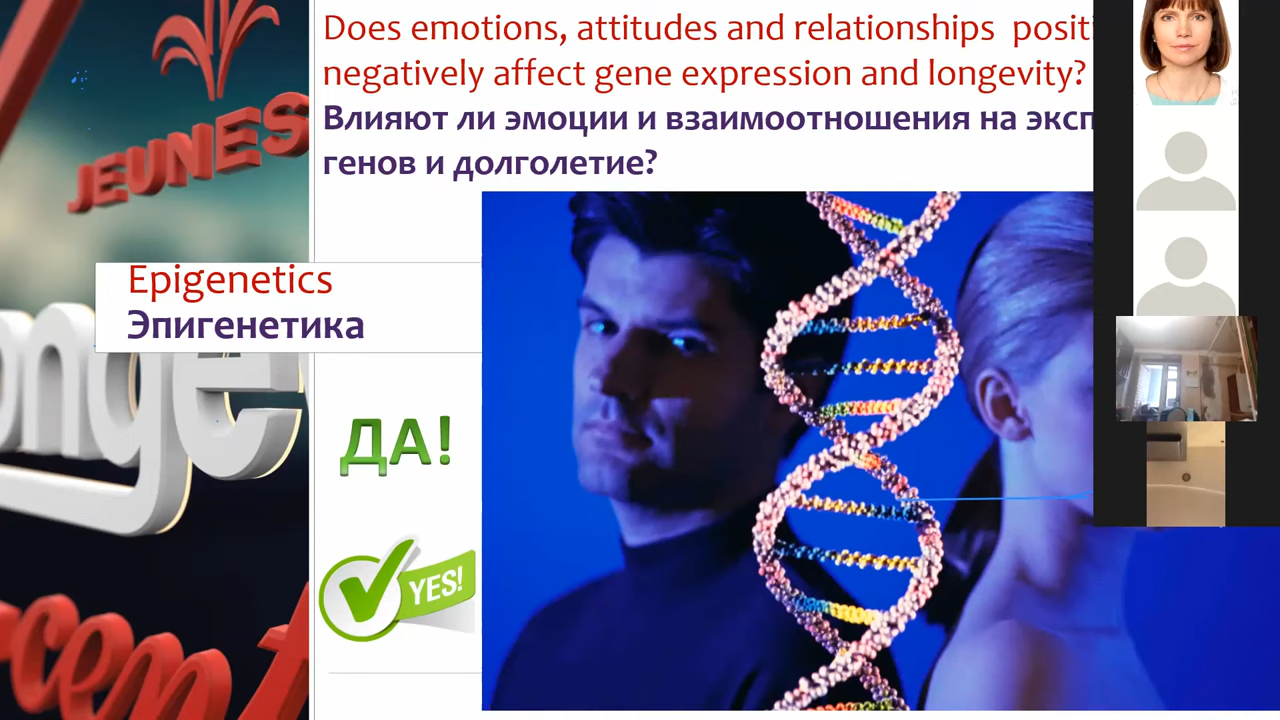 Does emotions, attitudes and relationships
negatively affect gene expression and longevity?
Влияют ли эмоции и взаимоотношения на
генов и долголетие?
JEUNES
Epigenetics
Эпигенетика
ДА!
YES!